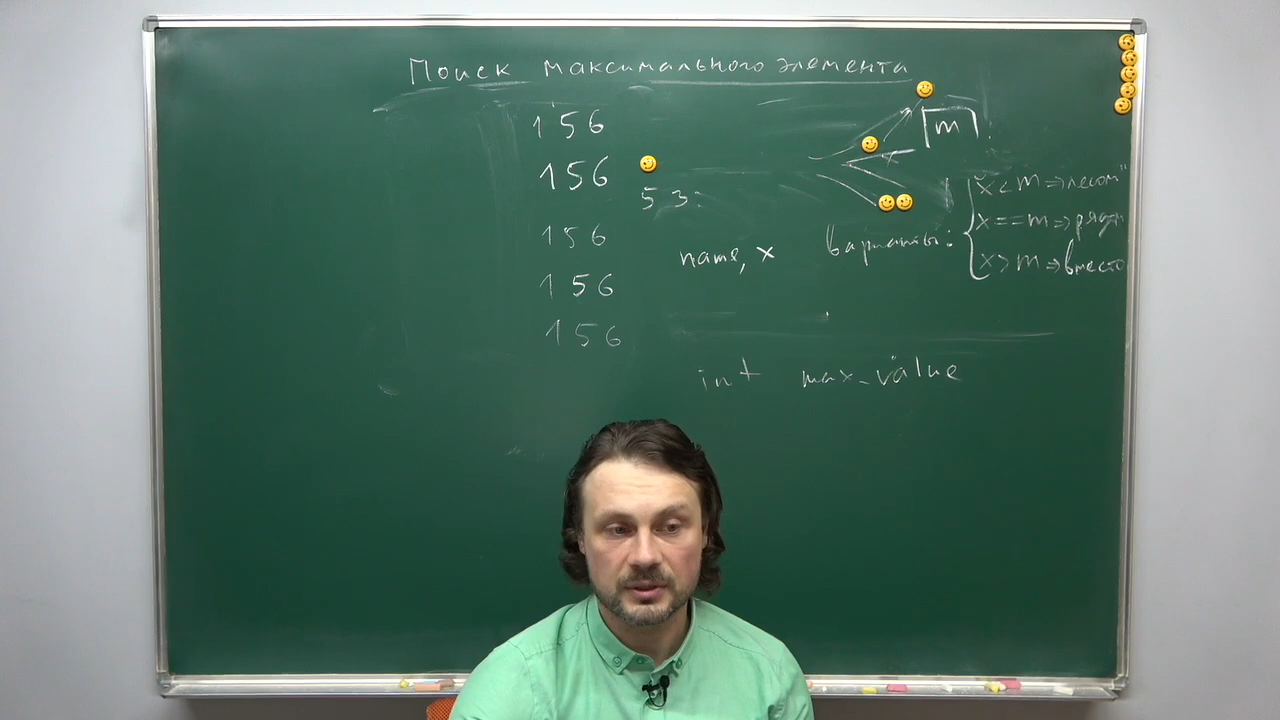 Поиск максимального элемента
156
m
156
x < m ⇒ лесом"
53:
x == m ⇒ рядом
156
варианты:
name, x
x > m ⇒ вместо
156
156
int max_value